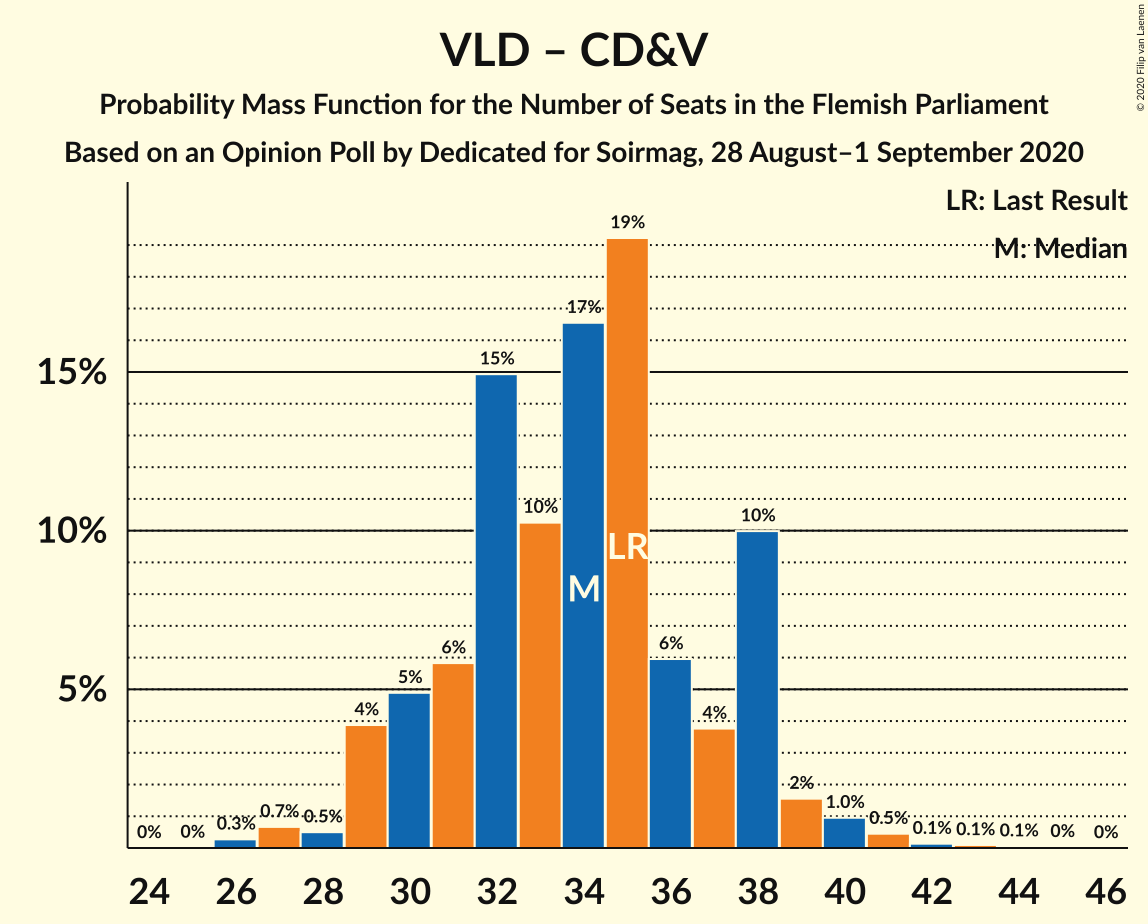 VLD – CD&V
Probability Mass Function for the Number of Seats in the Flemish Parliament
Based on an Opinion Poll by Dedicated for Soirmag, 28 August–1 September 2020
© 2020 Filip van Laenen
LR: Last Result
M: Median
15%
10%
5%
0% 0% 0.3% 0.7% 0.5% 4% 5% 6% 15% 10% 17% 19% 6% 4% 10% 2% 1.0% 0.5% 0.1% 0.1% 0.1% 0% 0%
LR
M
24 26 28 30 32 34 36 38 40 42 44 46